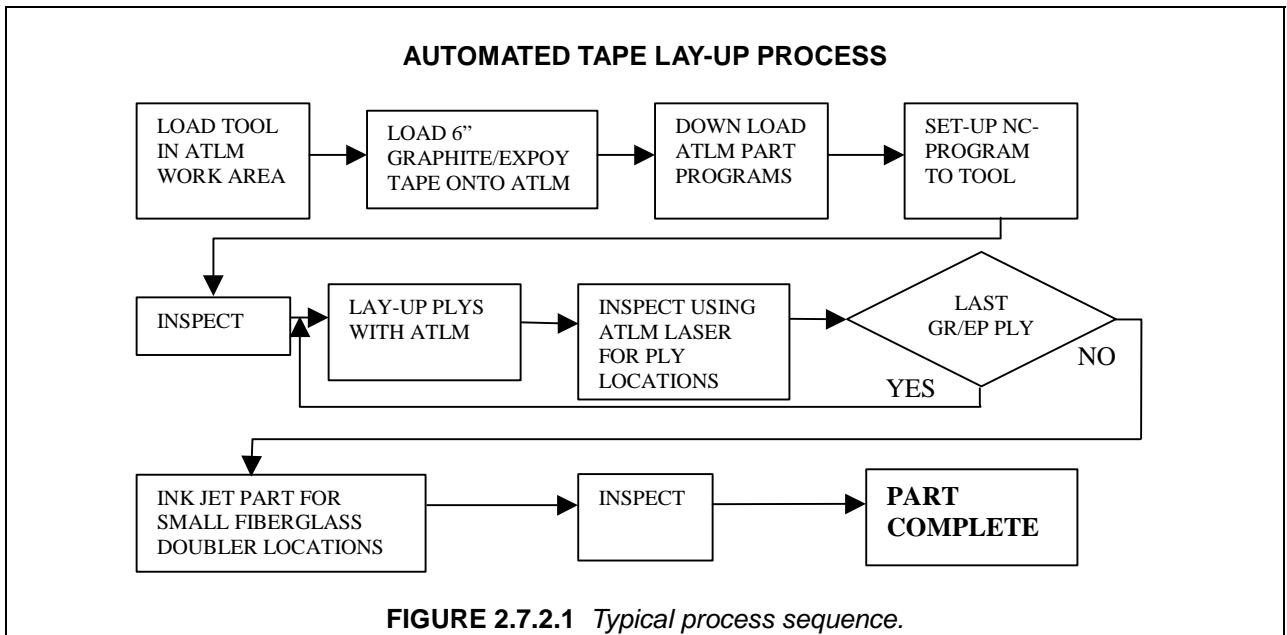 AUTOMATED TAPE LAY-UP PROCESS
LOAD TOOL
IN ATLM
WORK AREA
LOAD 6”
GRAPHITE/EXPOY
TAPE ONTO ATLM
DOWN LOAD
ATLM PART
PROGRAMS
SET-UP NC-
PROGRAM
TO TOOL
INSPECT
LAY-UP PLYS
WITH ATLM
INSPECT USING
ATLM LASER
FOR PLY
LOCATIONS
LAST
GR/EP PLY
NO
YES
INK JET PART FOR
SMALL FIBERGLASS
DOUBLER LOCATIONS
INSPECT
PART
COMPLETE
FIGURE 2.7.2.1 Typical process sequence.